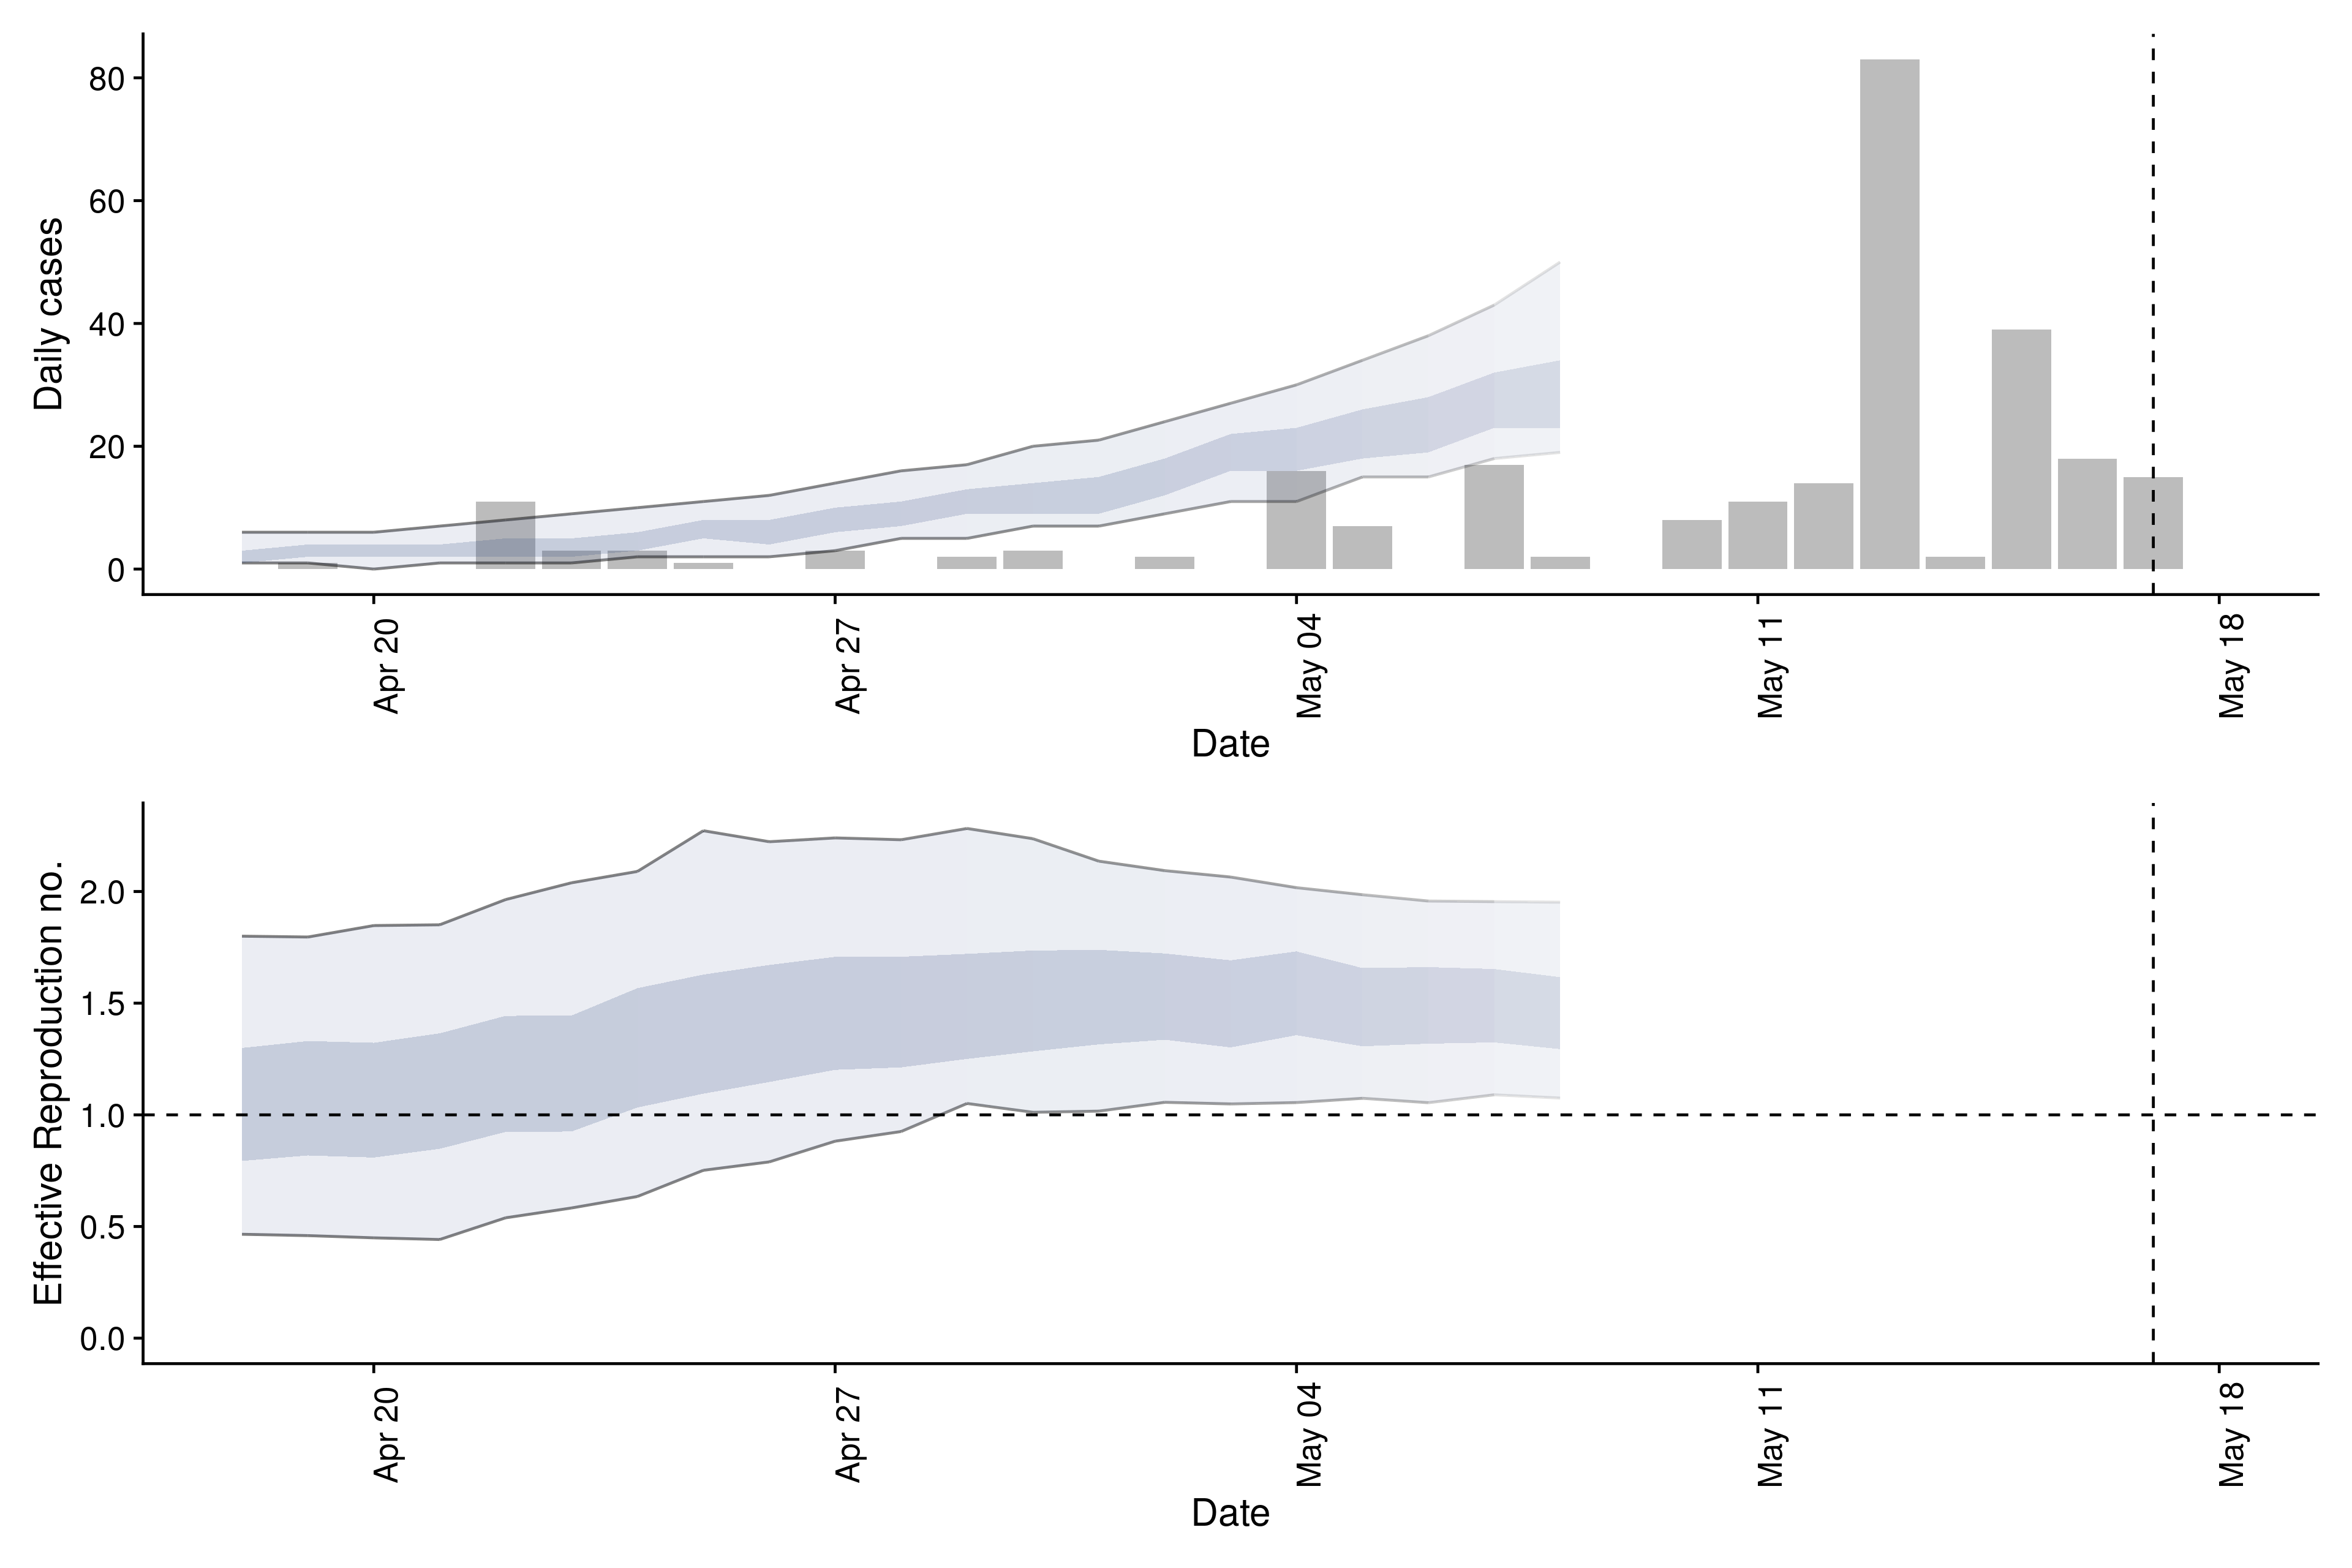 Daily cases
80
60
40
20
0
Apr 20
Apr 27
May 04
May 11
May 18
Date
Effective Reproduction no.
2.0
1.5
1.0
0.5
0.0
Apr 20
Apr 27
May 04
May 11
May 18
Date